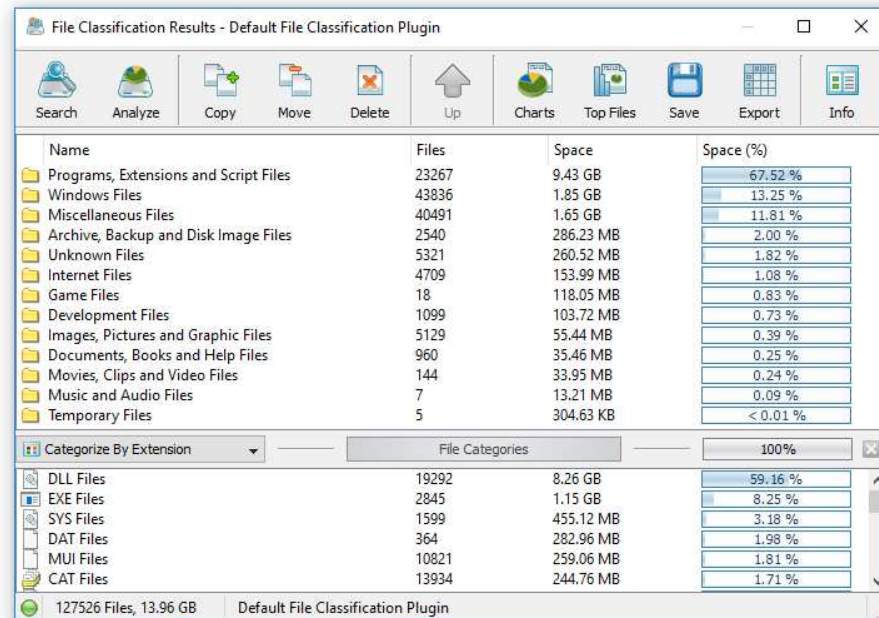 File Classification Results - Default File Classification Plugin
Search Analyze Copy Move Delete Up Charts Top Files Save Export Info
Name Files Space Space (%)
Programs, Extensions and Script Files 23267 9.43 GB 67.52 %
Windows Files 43836 1.85 GB 13.25 %
Miscellaneous Files 40491 1.65 GB 11.81 %
Archive, Backup and Disk Image Files 2540 286.23 MB 2.00 %
Unknown Files 5321 260.52 MB 1.82 %
Internet Files 4709 153.99 MB 1.08 %
Game Files 18 118.05 MB 0.83 %
Development Files 1099 103.72 MB 0.73 %
Images, Pictures and Graphic Files 5129 55.44 MB 0.39 %
Documents, Books and Help Files 960 35.46 MB 0.25 %
Movies, Clips and Video Files 144 33.95 MB 0.24 %
Music and Audio Files 7 13.21 MB 0.09 %
Temporary Files 5 304.63 KB < 0.01 %
Categorize By Extension File Categories 100%
DLL Files 19292 8.26 GB 59.16 %
EXE Files 2845 1.15 GB 8.25 %
SYS Files 1599 455.12 MB 3.18 %
DAT Files 364 282.96 MB 1.98 %
MUI Files 10821 259.06 MB 1.81 %
CAT Files 13934 244.76 MB 1.71 %
127526 Files, 13.96 GB Default File Classification Plugin